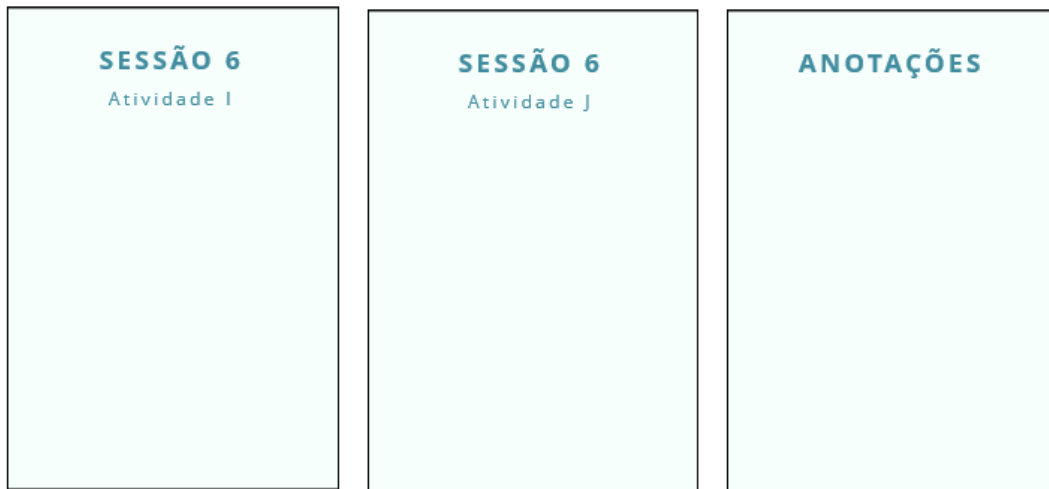 SESSÃO 6
Atividade I
SESSÃO 6
Atividade J
ANOTAÇÕES